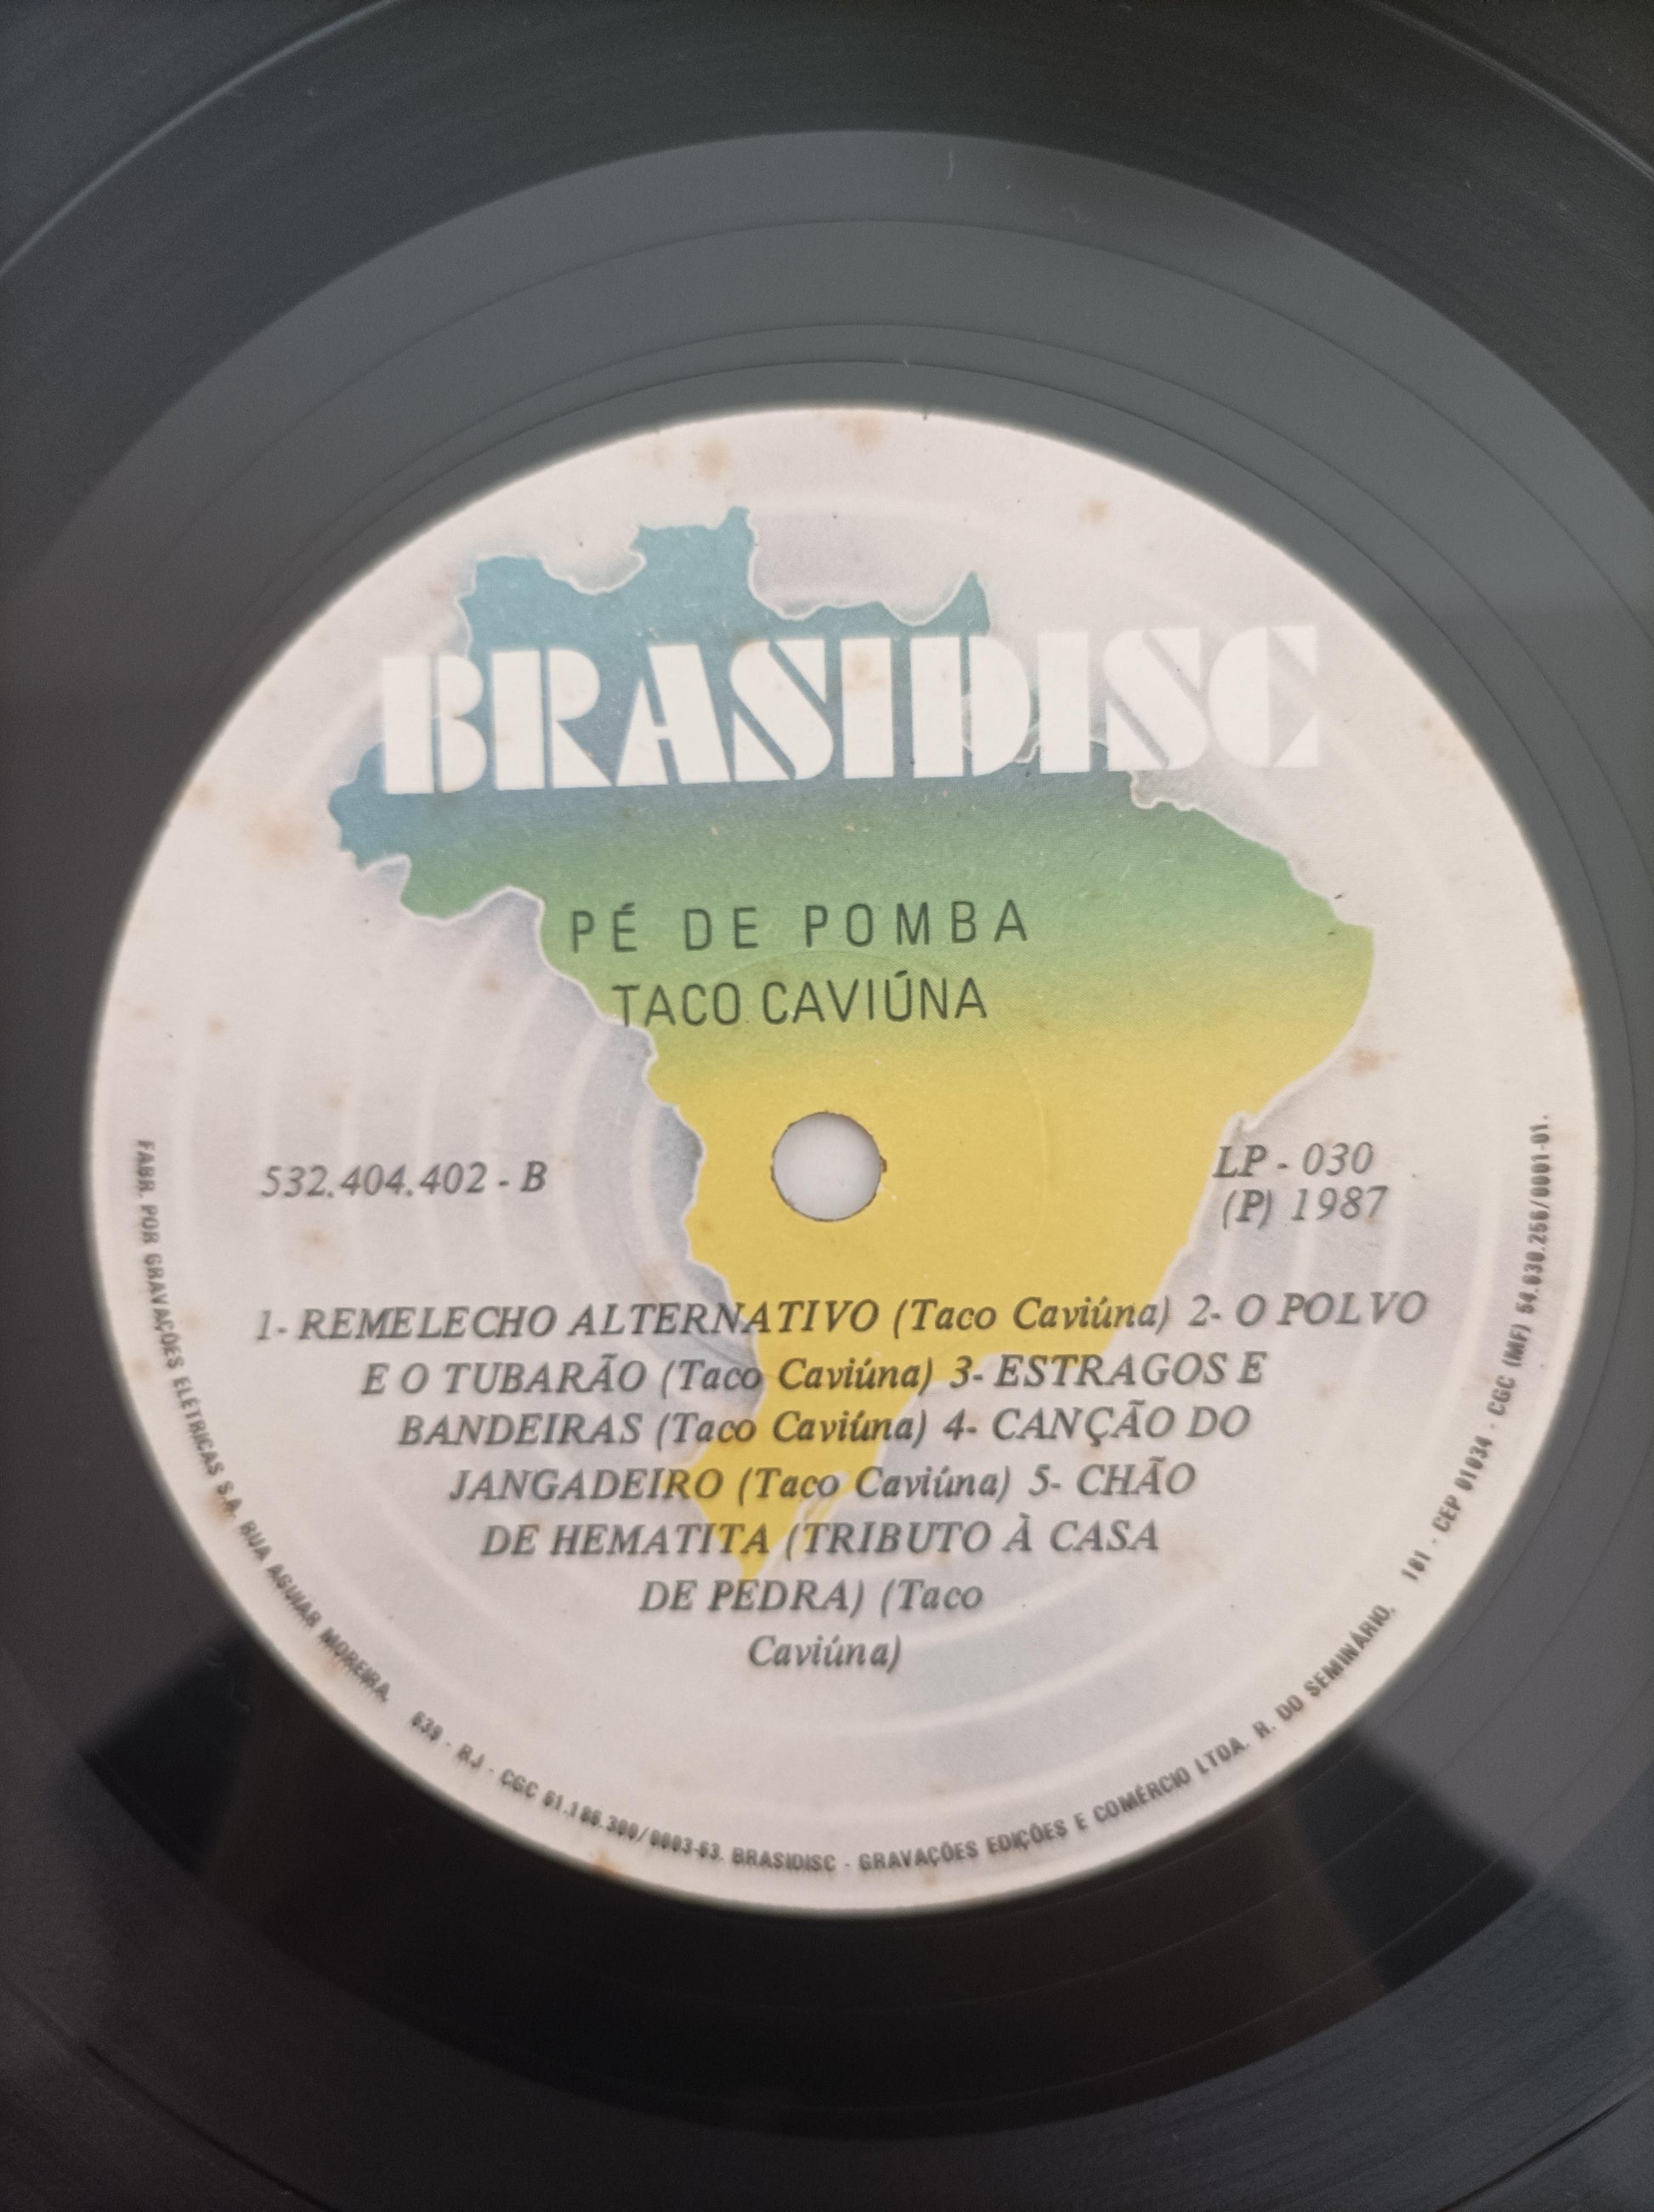 BRASIDISC
PÉ DE POMBA
TACO CAVIÚNA
532.404.402 - B
LP - 030
(P) 1987
1- REMELECHO ALTERNATIVO (Taco Caviúna) 2- O POLVO
E O TUBARÃO (Taco Caviúna) 3- ESTRAGOS E
BANDEIRAS (Taco Caviúna) 4- CANÇÃO DO
JANGADEIRO (Taco Caviúna) 5- CHÃO
DE HEMATITA (TRIBUTO À CASA
DE PEDRA) (Taco
Caviúna)
FABR. POR GRAVAÇÕES ELETRICAS S.A. RUA AGUIAR MOREIRA, 639 - RJ - CGC 61.186.300/0003-63. BRASIDISC - GRAVAÇÕES EDIÇÕES E COMÉRCIO LTDA. R. DO SEMINÁRIO, 181 - CEP 01034 - CGC (MF) 54.630.256/0001-01.